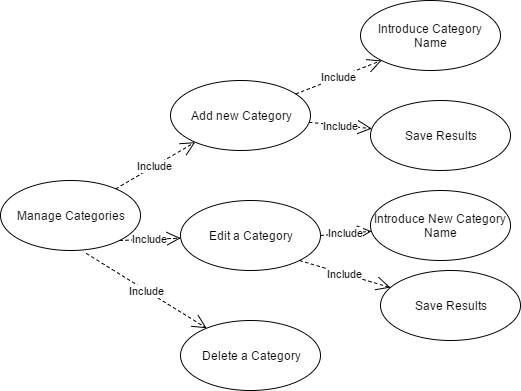 Introduce Category
Name
Include
Add new Category
Include
Save Results
Include
Manage Categories
Include
Edit a Category
Include
Introduce New Category
Name
Include
Save Results
Include
Delete a Category